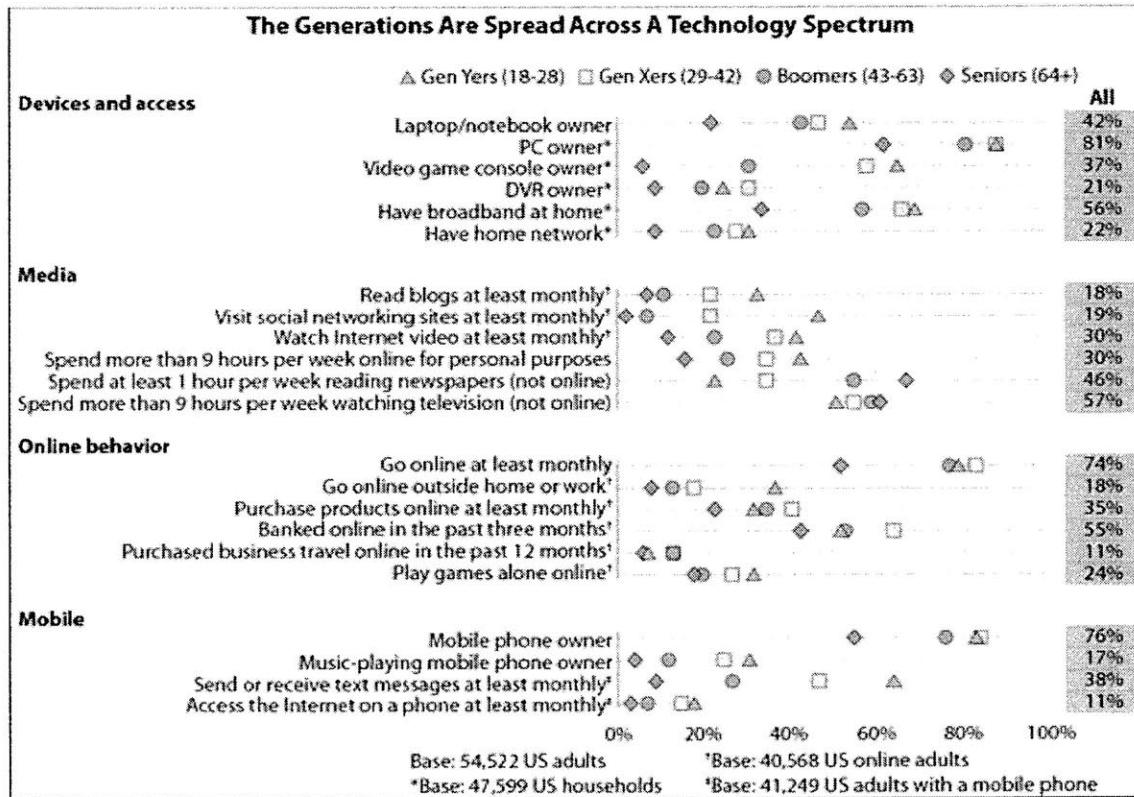 The Generations Are Spread Across A Technology Spectrum
Gen Yers (18-28) Gen Xers (29-42) Boomers (43-63) Seniors (64+)
All
Devices and access
Laptop/notebook owner 42%
PC owner* 81%
Video game console owner* 37%
DVR owner* 21%
Have broadband at home* 56%
Have home network* 22%
Media
Read blogs at least monthly† 18%
Visit social networking sites at least monthly† 19%
Watch Internet video at least monthly† 30%
Spend more than 9 hours per week online for personal purposes 30%
Spend at least 1 hour per week reading newspapers (not online) 46%
Spend more than 9 hours per week watching television (not online) 57%
Online behavior
Go online at least monthly 74%
Go online outside home or work† 18%
Purchase products online at least monthly† 35%
Banked online in the past three months† 55%
Purchased business travel online in the past 12 months† 11%
Play games alone online† 24%
Mobile
Mobile phone owner 76%
Music-playing mobile phone owner 17%
Send or receive text messages at least monthly‡ 38%
Access the Internet on a phone at least monthly‡ 11%
0% 20% 40% 60% 80% 100%
Base: 54,522 US adults †Base: 40,568 US online adults
*Base: 47,599 US households ‡Base: 41,249 US adults with a mobile phone